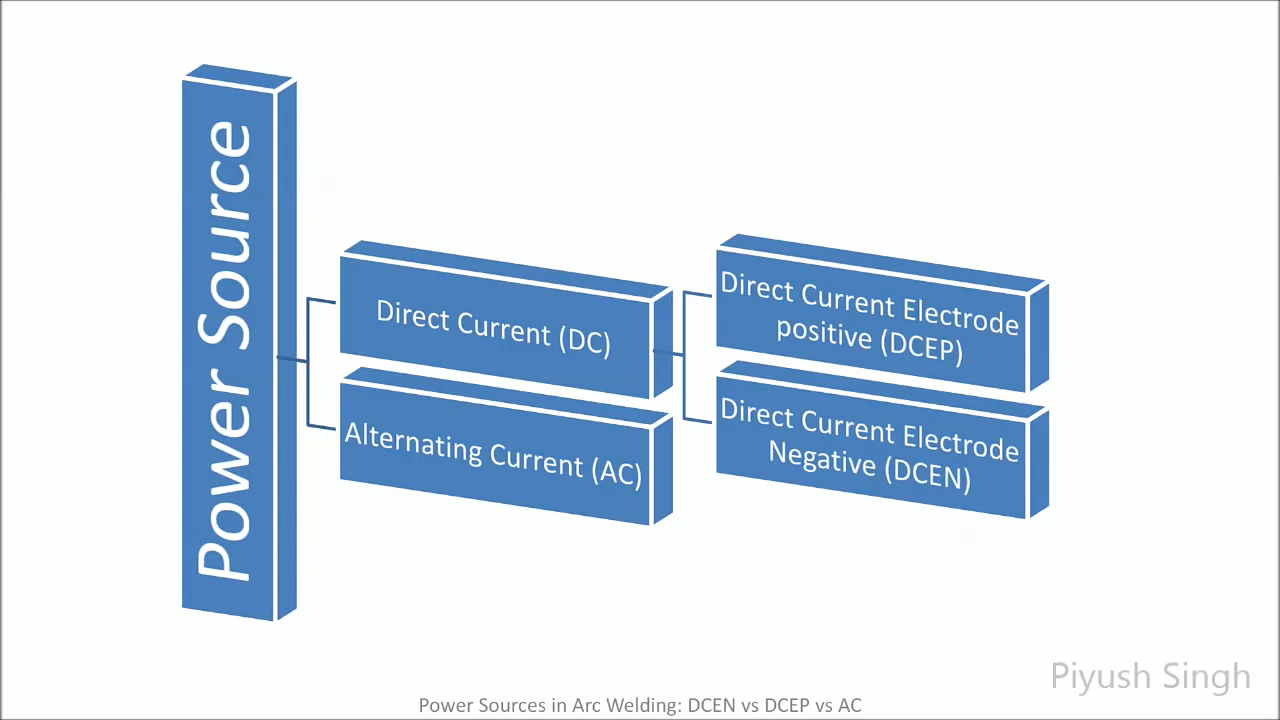 Power Source
Direct Current (DC)
Alternating Current (AC)
Direct Current Electrode
positive (DCEP)
Direct Current Electrode
Negative (DCEN)
Piyush Singh
Power Sources in Arc Welding: DCEN vs DCEP vs AC